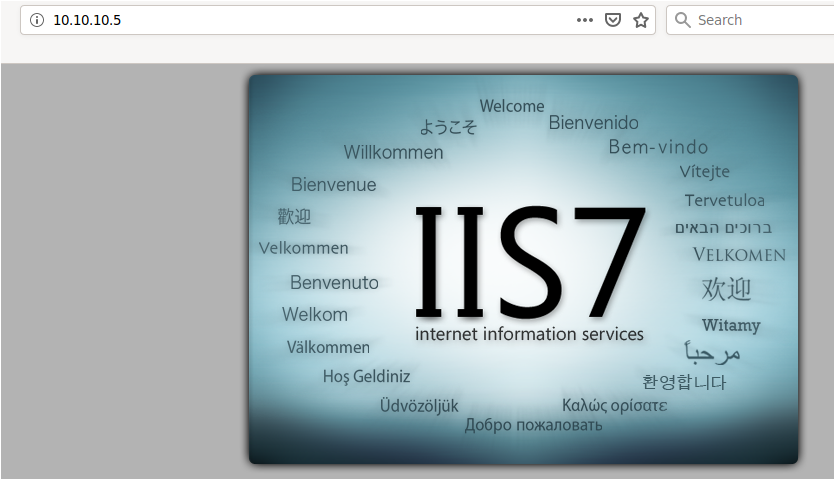 10.10.10.5
Search
Welcome
ようこそ
Bienvenido
Willkommen
Bem-vindo
Vítejte
Bienvenue
Tervetuloa
歡迎
ברוכים הבאים
Velkommen
VELKOMEN
Benvenuto
欢迎
Welkom
Witamy
IIS7
internet information services
Välkommen
مرحباً
Hoş Geldiniz
환영합니다
Üdvözöljük
Καλώς ορίσατε
Добро пожаловать